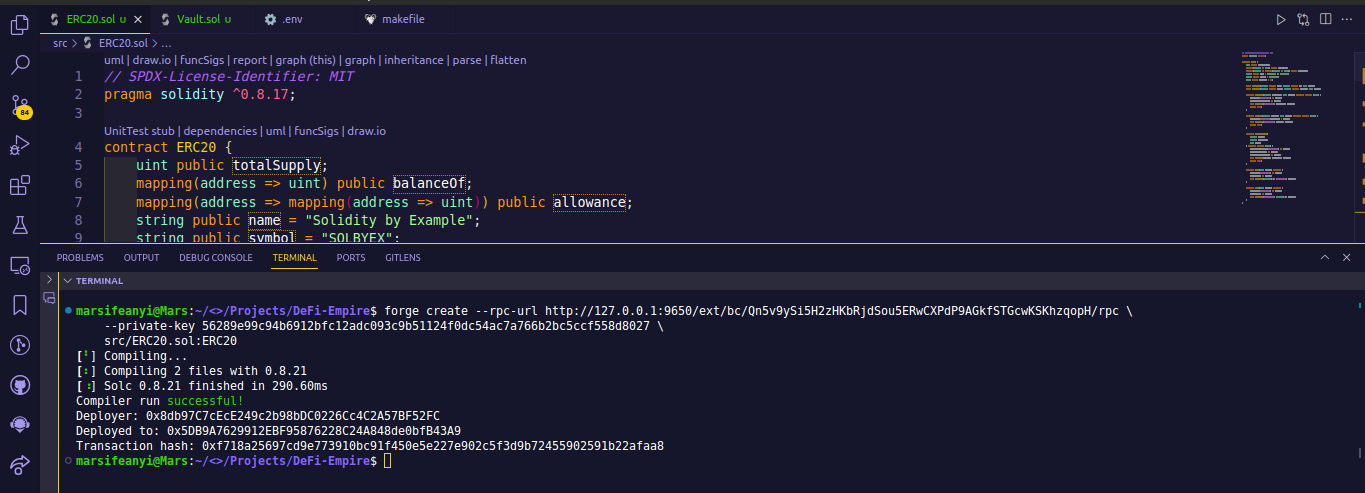 ERC20.sol U
Vault.sol U
.env
makefile
src > ERC20.sol > ...
uml | draw.io | funcSigs | report | graph (this) | graph | inheritance | parse | flatten
1 // SPDX-License-Identifier: MIT
2 pragma solidity ^0.8.17;
3
UnitTest stub | dependencies | uml | funcSigs | draw.io
4 contract ERC20 {
5 uint public totalSupply;
6 mapping(address => uint) public balanceOf;
7 mapping(address => mapping(address => uint)) public allowance;
8 string public name = "Solidity by Example";
9 string public symbol = "SOLBYEX";
84
PROBLEMS OUTPUT DEBUG CONSOLE TERMINAL PORTS GITLENS
TERMINAL
marsifeanyi@Mars:~/<>/Projects/DeFi-Empire$ forge create --rpc-url http://127.0.0.1:9650/ext/bc/Qn5v9ySi5H2zHKbRjdSou5ERwCXPdP9AGkfSTGcwKSKhzqopH/rpc \
--private-key 56289e99c94b6912bfc12adc093c9b51124f0dc54ac7a766b2bc5ccf558d8027 \
src/ERC20.sol:ERC20
[⠃] Compiling...
[⠆] Compiling 2 files with 0.8.21
[⠰] Solc 0.8.21 finished in 290.60ms
Compiler run successful!
Deployer: 0x8db97C7cEcE249c2b98bDC0226Cc4C2A57BF52FC
Deployed to: 0x5DB9A7629912EBF95876228C24A848de0bfB43A9
Transaction hash: 0xf718a25697cd9e773910bc91f450e5e227e902c5f3d9b72455902591b22afaa8
marsifeanyi@Mars:~/<>/Projects/DeFi-Empire$